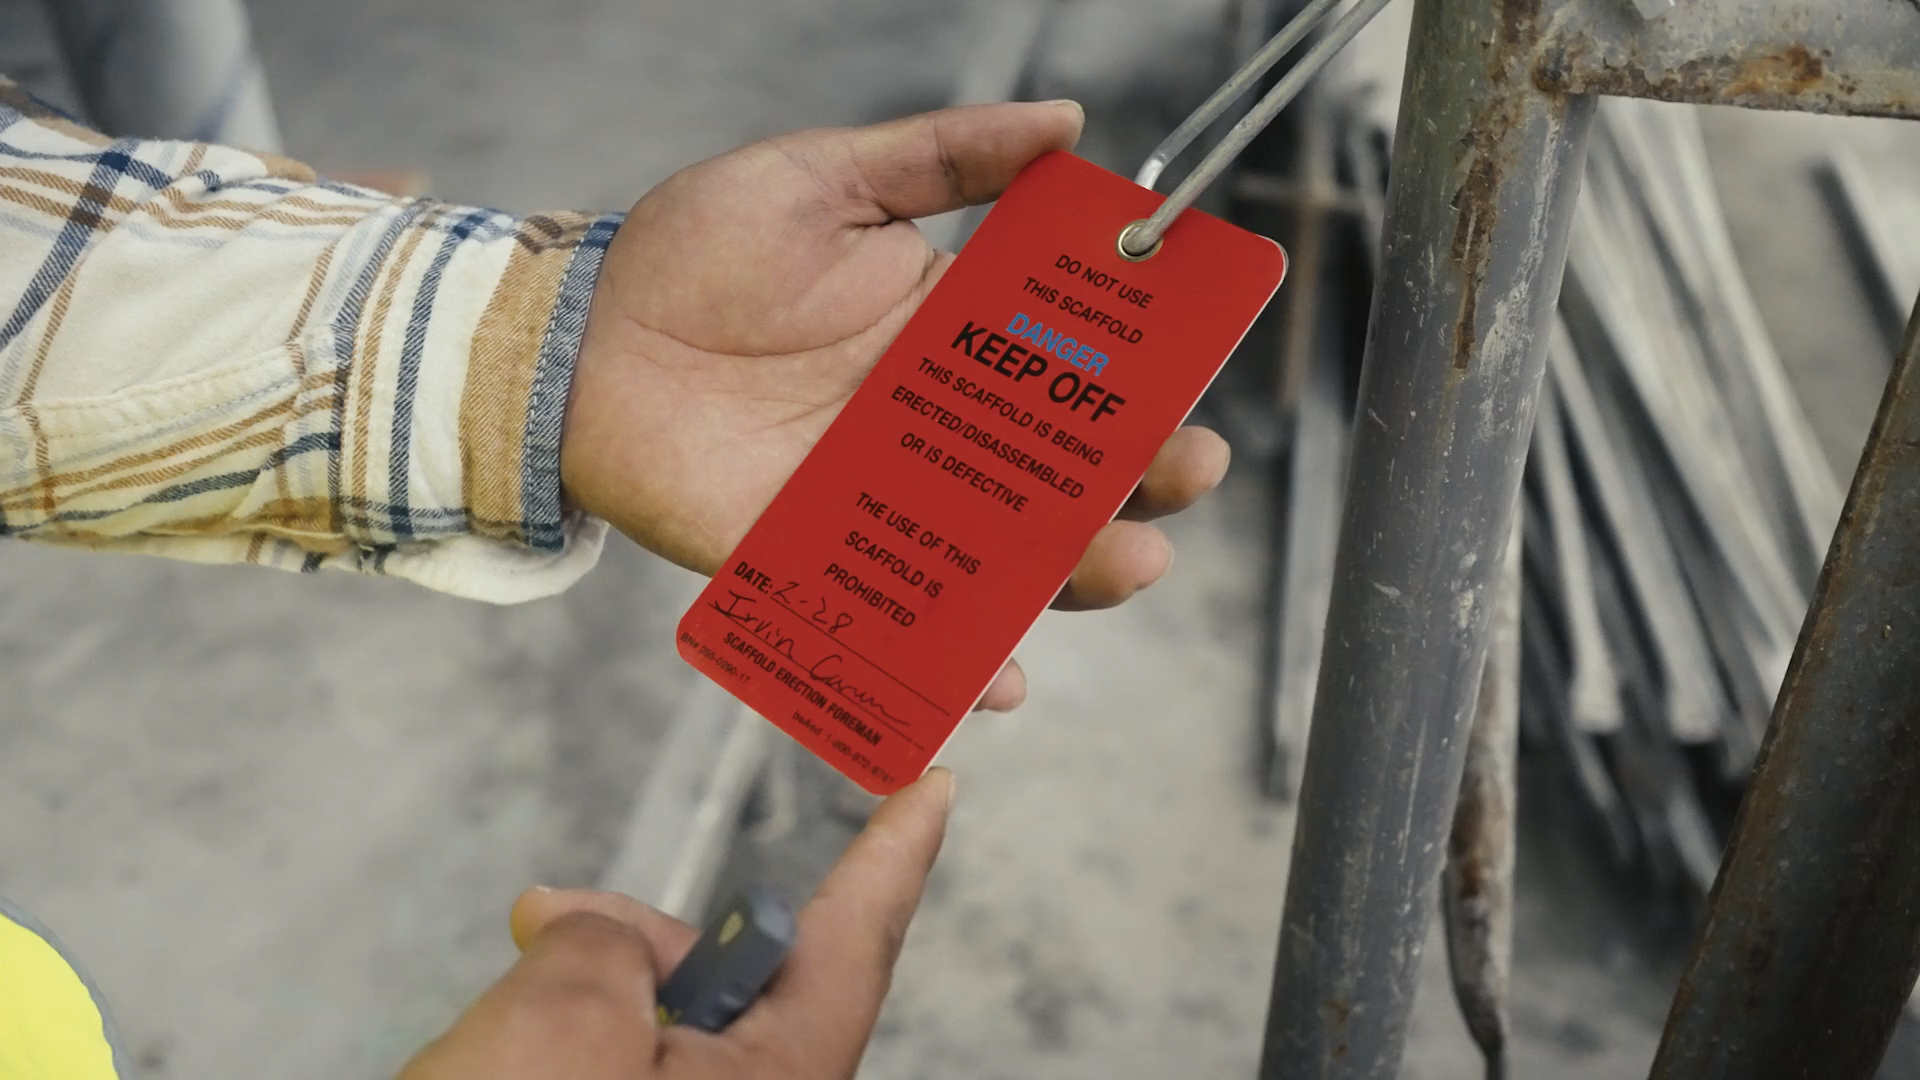 DO NOT USE
THIS SCAFFOLD
DANGER
KEEP OFF
THIS SCAFFOLD IS BEING
ERECTED/DISASSEMBLED
OR IS DEFECTIVE
THE USE OF THIS
SCAFFOLD IS
PROHIBITED
DATE: 2-28
Irvin
SCAFFOLD ERECTION FOREMAN